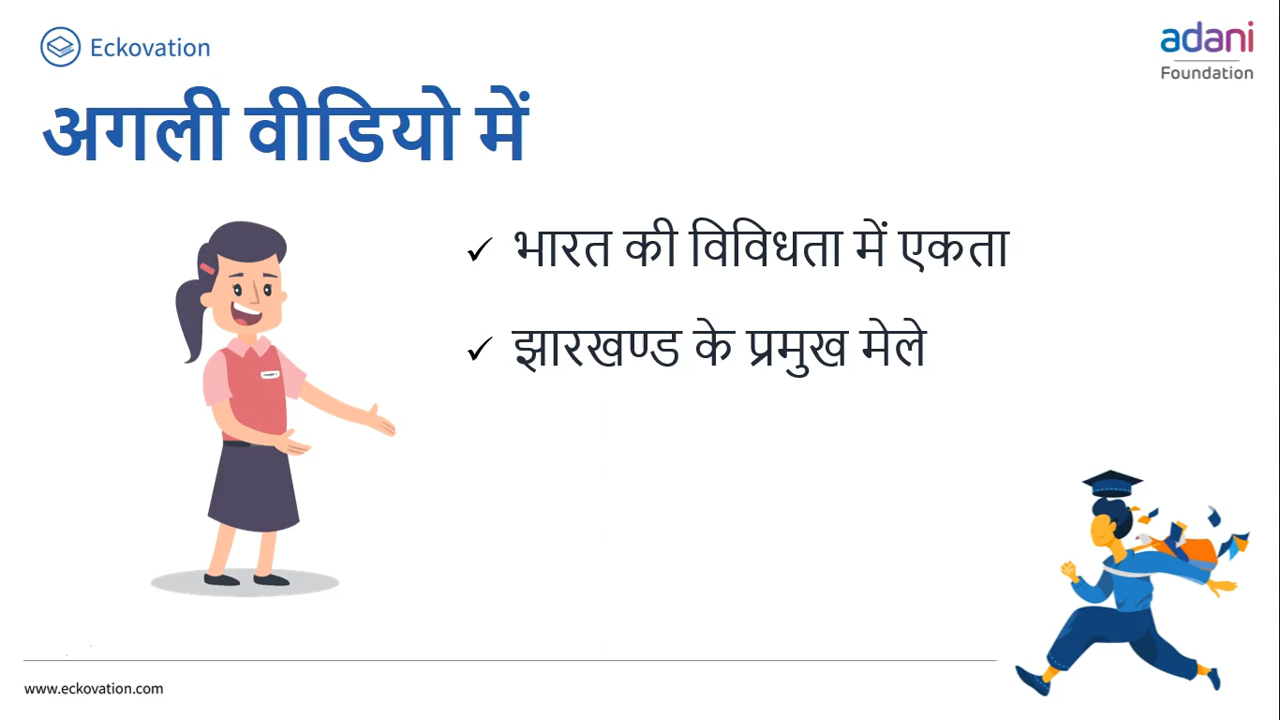 Eckovation
adani
Foundation
अगली वीडियो में
✓ भारत की विविधता में एकता
✓ झारखण्ड के प्रमुख मेले
www.eckovation.com